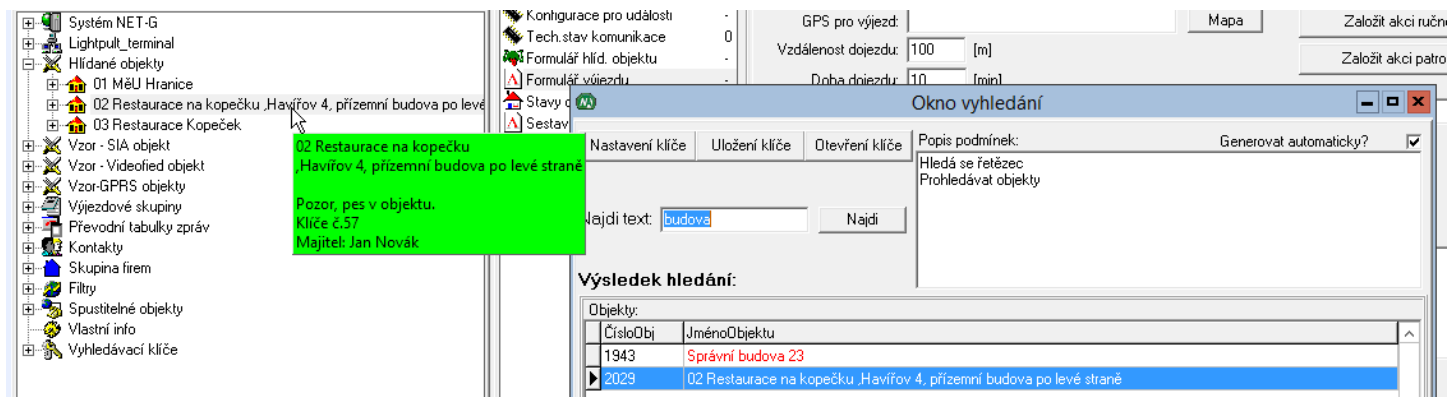 Systém NET-G
Lightpult_terminal
Hlídané objekty
01 MěU Hranice
02 Restaurace na kopečku ,Havířov 4, přízemní budova po levé
03 Restaurace Kopeček
Vzor - SIA objekt
Vzor - Videofied objekt
Vzor-GPRS objekty
Výjezdové skupiny
Převodní tabulky zpráv
Kontakty
Skupina firem
Filtry
Spustitelné objekty
Vlastní info
Vyhledávací klíče
02 Restaurace na kopečku
,Havířov 4, přízemní budova po levé straně
Pozor, pes v objektu.
Klíče č.57
Majitel: Jan Novák
Konfigurace pro události -
Tech.stav komunikace 0
Formulář hlíd. objektu -
Formulář výjezdu -
Stavy
Sestav
GPS pro výjezd: Mapa Založit akci ručn
Vzdálenost dojezdu: 100 [m]
Založit akci patro
Doba dojezdu: 10 [min]
Okno vyhledání
Nastavení klíče Uložení klíče Otevření klíče
Popis podmínek: Generovat automaticky?
Hledá se řetězec
Prohledávat objekty
Najdi text: budova Najdi
Výsledek hledání:
Objekty:
ČísloObj JménoObjektu
1943 Správní budova 23
2029 02 Restaurace na kopečku ,Havířov 4, přízemní budova po levé straně